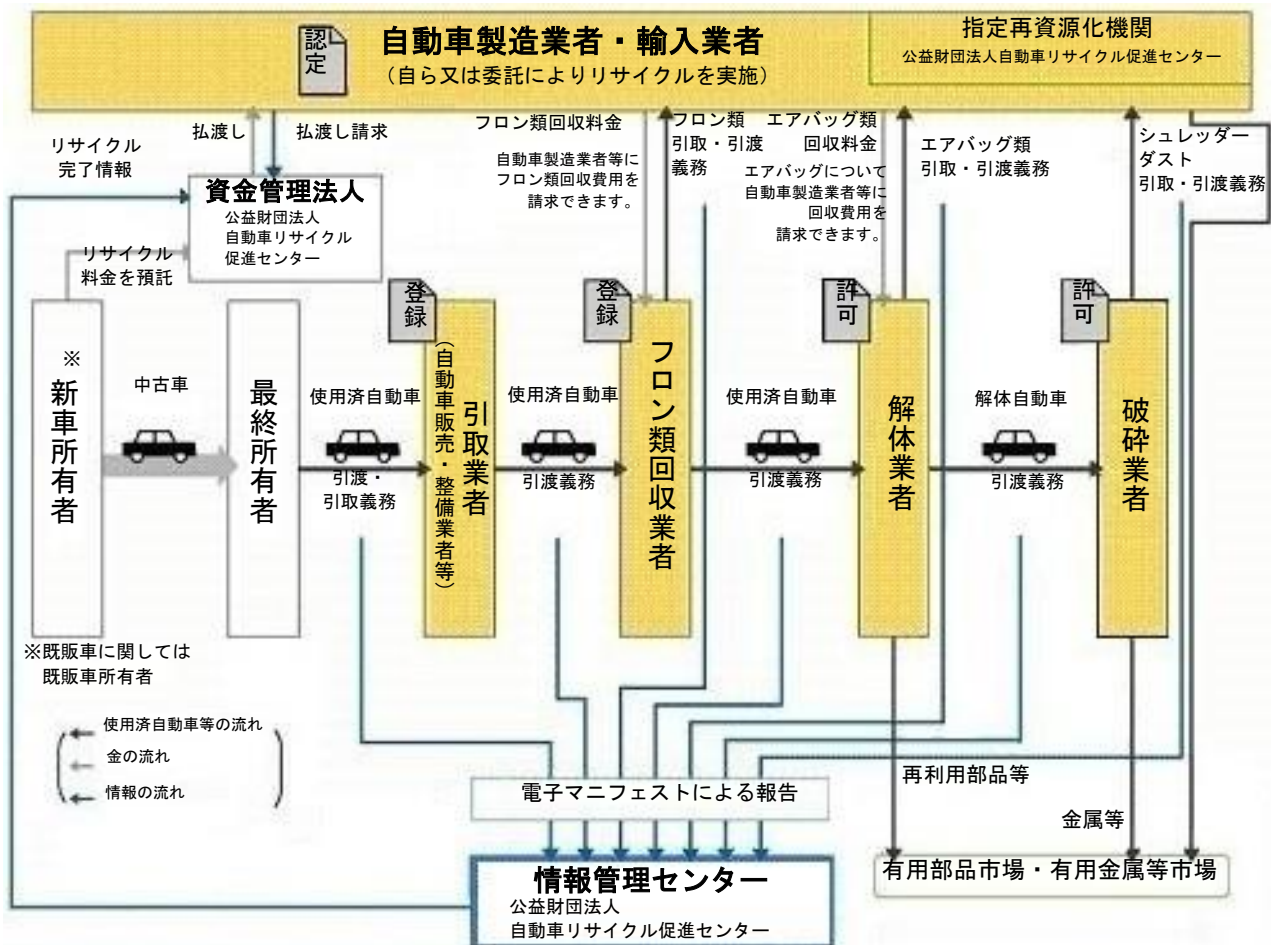 認定
自動車製造業者・輸入業者
（自ら又は委託によりリサイクルを実施）
指定再資源化機関
公益財団法人自動車リサイクル促進センター
リサイクル
完了情報
払渡し
払渡し請求
フロン類回収料金
自動車製造業者等に
フロン類回収費用を
請求できます。
フロン類
引取・引渡
義務
エアバッグ類
回収料金
エアバッグについて
自動車製造業者等に
回収費用を
請求できます。
エアバッグ類
引取・引渡義務
シュレッダー
ダスト
引取・引渡義務
資金管理法人
公益財団法人
自動車リサイクル
促進センター
リサイクル
料金を預託
登録
登録
許可
許可
※
新車所有者
中古車
最終所有者
使用済自動車
引渡・
引取義務
引取業者
（自動車販売・整備業者等）
使用済自動車
引渡義務
フロン類回収業者
使用済自動車
引渡義務
解体業者
解体自動車
引渡義務
破砕業者
※既販車に関しては
既販車所有者
使用済自動車等の流れ
金の流れ
情報の流れ
電子マニフェストによる報告
再利用部品等
金属等
情報管理センター
公益財団法人
自動車リサイクル促進センター
有用部品市場・有用金属等市場